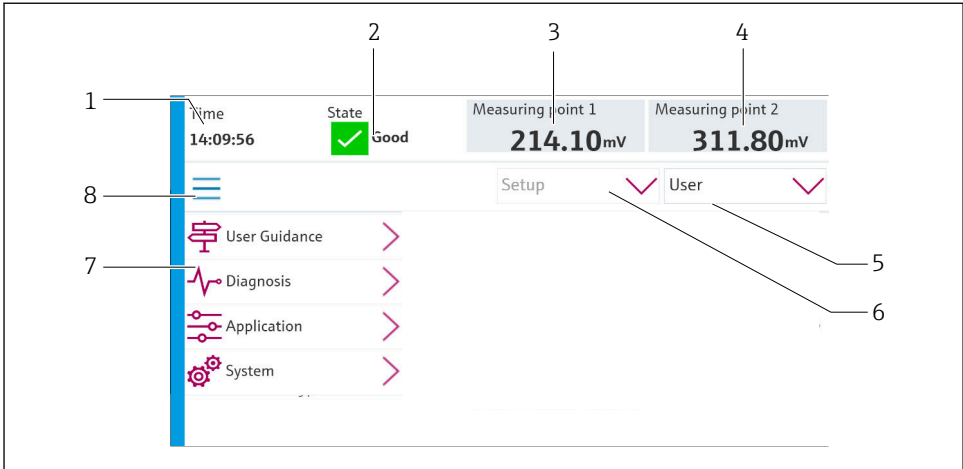 2
3
4
1
Time
State
Measuring point 1
Measuring point 2
14:09:56
Good
214.10mV
311.80mV
8
Setup
User
User Guidance
7
Diagnosis
5
6
Application
System